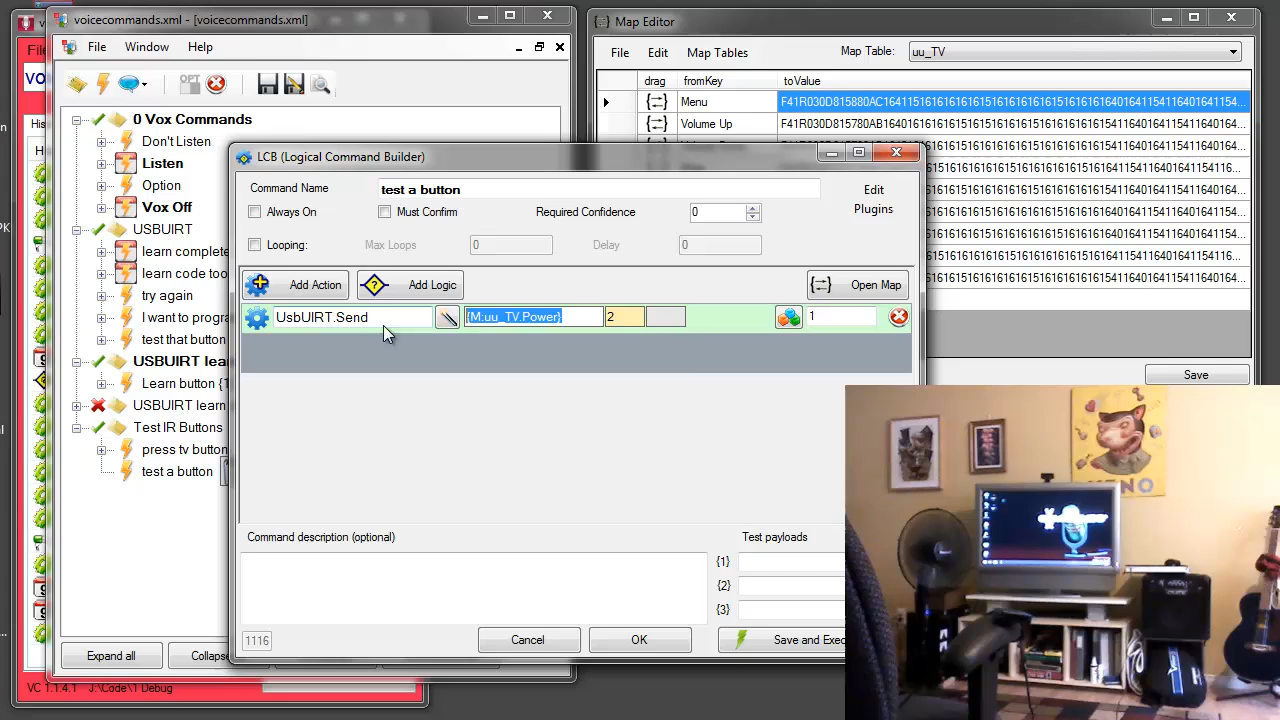 voicecommands.xml - [voicecommands.xml]
File Window Help
OPT
0 Vox Commands
Don't Listen
Listen
Option
Vox Off
USBUIRT
learn complete
learn code too
try again
I want to progra
test that button
USBUIRT lear
Learn button {1
USBUIRT learn
Test IR Buttons
press tv button
test a button
Expand all
Collaps
VC 1.1.4.1 J:\Code\1 Debug
Map Editor
File Edit Map Tables
Map Table: uu_TV
drag fromKey toValue
Menu F41R030D815880AC1641151616161616151616161616164016411541164016411 54...
Volume Up F41R030D815780AB1640151616161616151616161616164016411541164016411 54...
Save
LCB (Logical Command Builder)
Command Name test a button
Edit
Plugins
Always On Must Confirm Required Confidence 0
Looping: Max Loops 0 Delay 0
Add Action Add Logic Open Map
UsbUIRT.Send {M:uu_TV.Power} 2 1
Command description (optional)
Test payloads
{1}
{2}
{3}
1116
Cancel OK Save and Exec